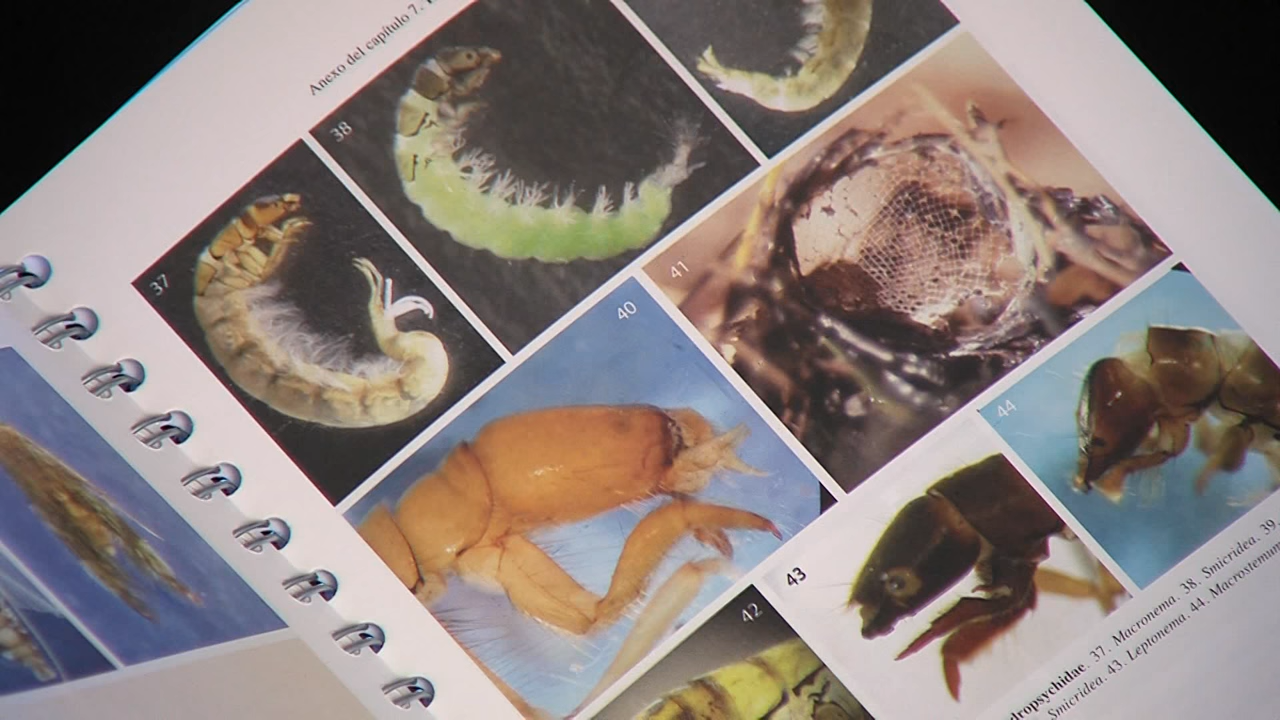 Anexo del capítulo 7.
38
37
41
40
44
43
42
dropsychidae. 37. Macronema. 38. Smicridea. 39
Smicridea. 43. Leptonema. 44. Macrostemum